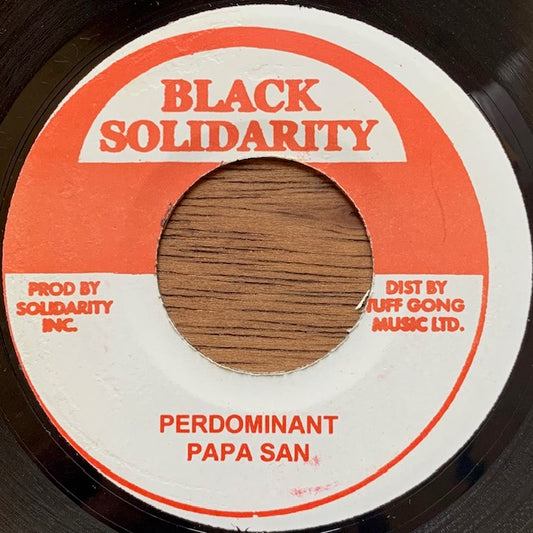 BLACK
SOLIDARITY
PROD BY
SOLIDARITY
INC.
DIST BY
TUFF GONG
MUSIC LTD.
PERDOMINANT
PAPA SAN